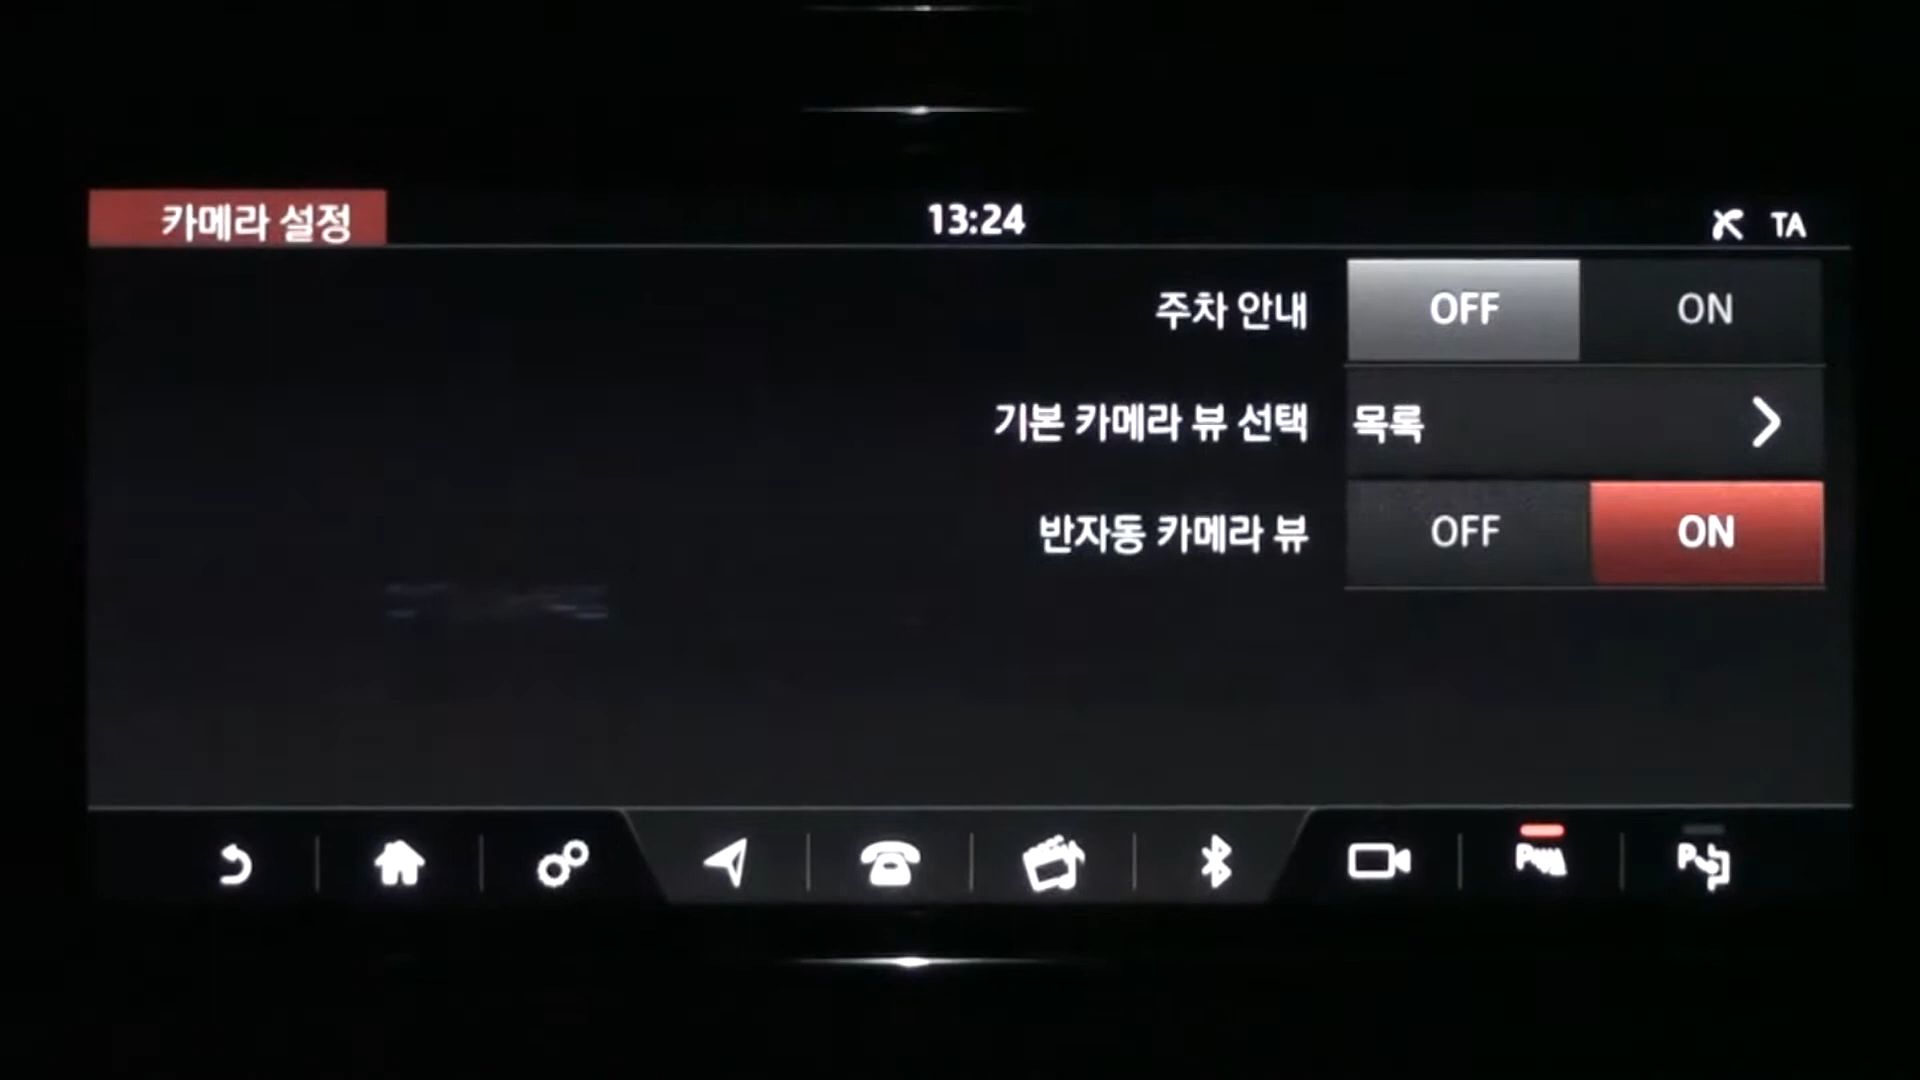 카메라 설정
13:24
TA
주차 안내 OFF ON
기본 카메라 뷰 선택 목록
반자동 카메라 뷰 OFF ON